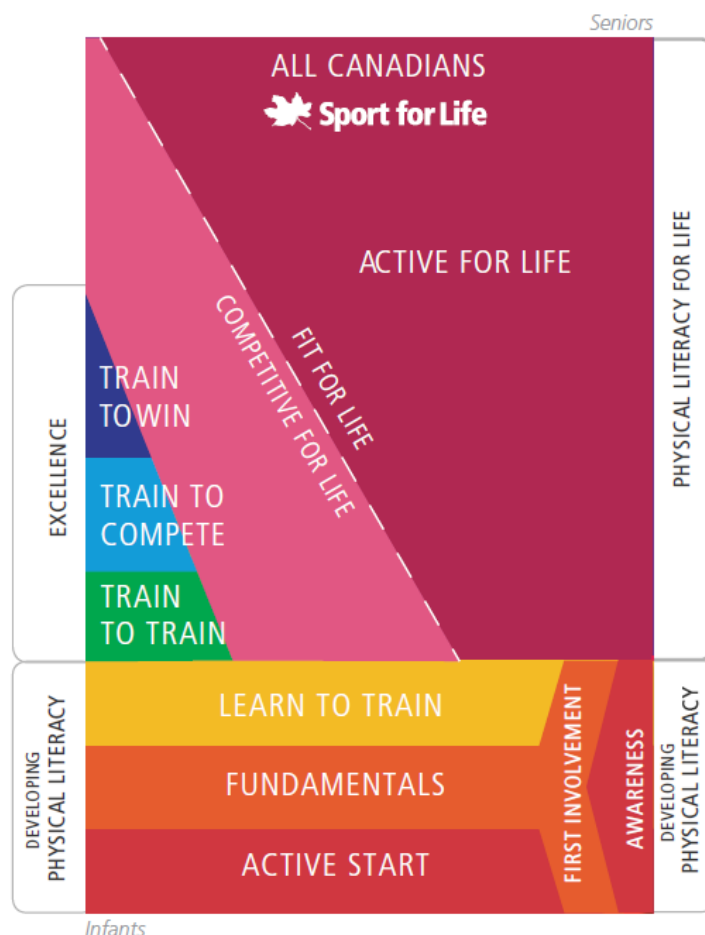 Seniors
ALL CANADIANS
Sport for Life
ACTIVE FOR LIFE
FIT FOR LIFE
COMPETITIVE FOR LIFE
PHYSICAL LITERACY FOR LIFE
EXCELLENCE
TRAIN
TO WIN
TRAIN TO
COMPETE
TRAIN
TO TRAIN
LEARN TO TRAIN
FUNDAMENTALS
ACTIVE START
FIRST INVOLVEMENT
AWARENESS
DEVELOPING
PHYSICAL LITERACY
DEVELOPING
PHYSICAL LITERACY
Infants